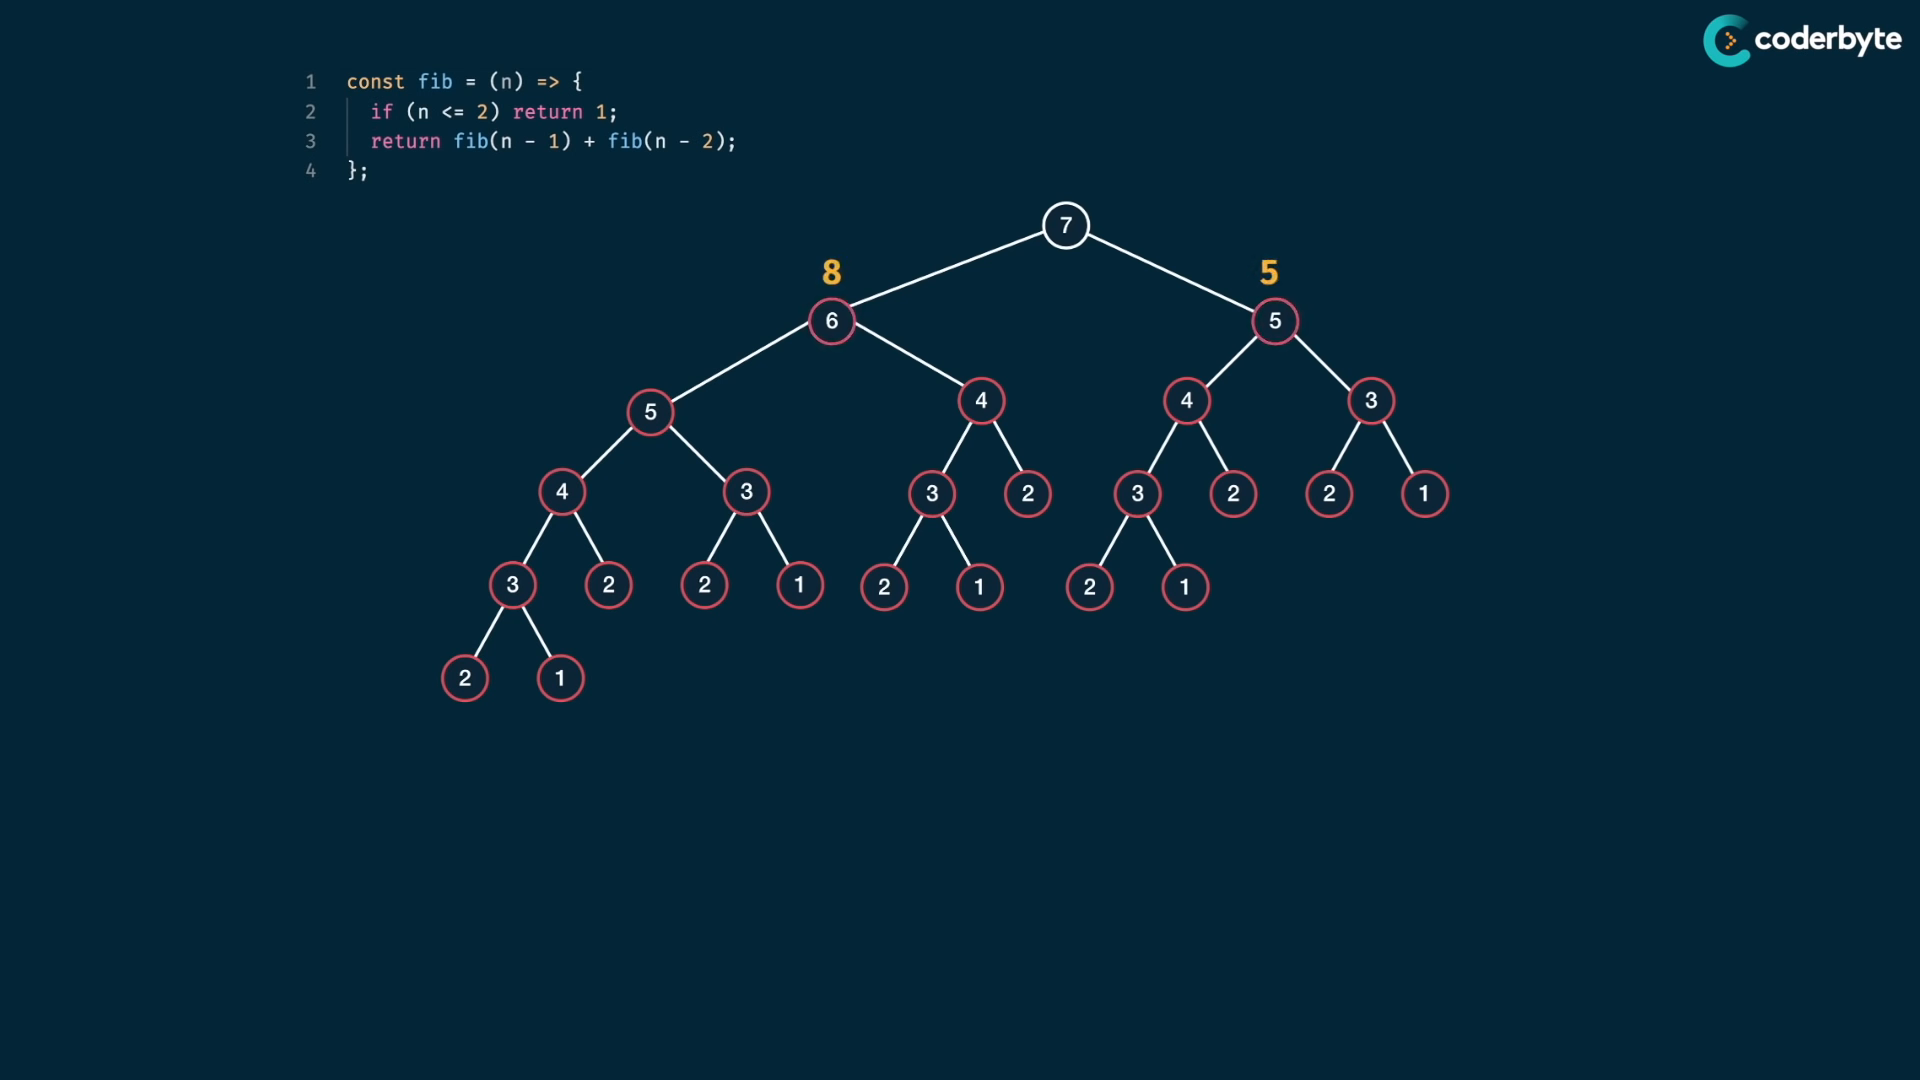 coderbyte
1 const fib = (n) => {
2 if (n <= 2) return 1;
3 return fib(n - 1) + fib(n - 2);
4 };
7
8 5
6 5
5 4 4 3
4 3 3 2 3 2 2 1
3 2 2 1 2 1 2 1
2 1